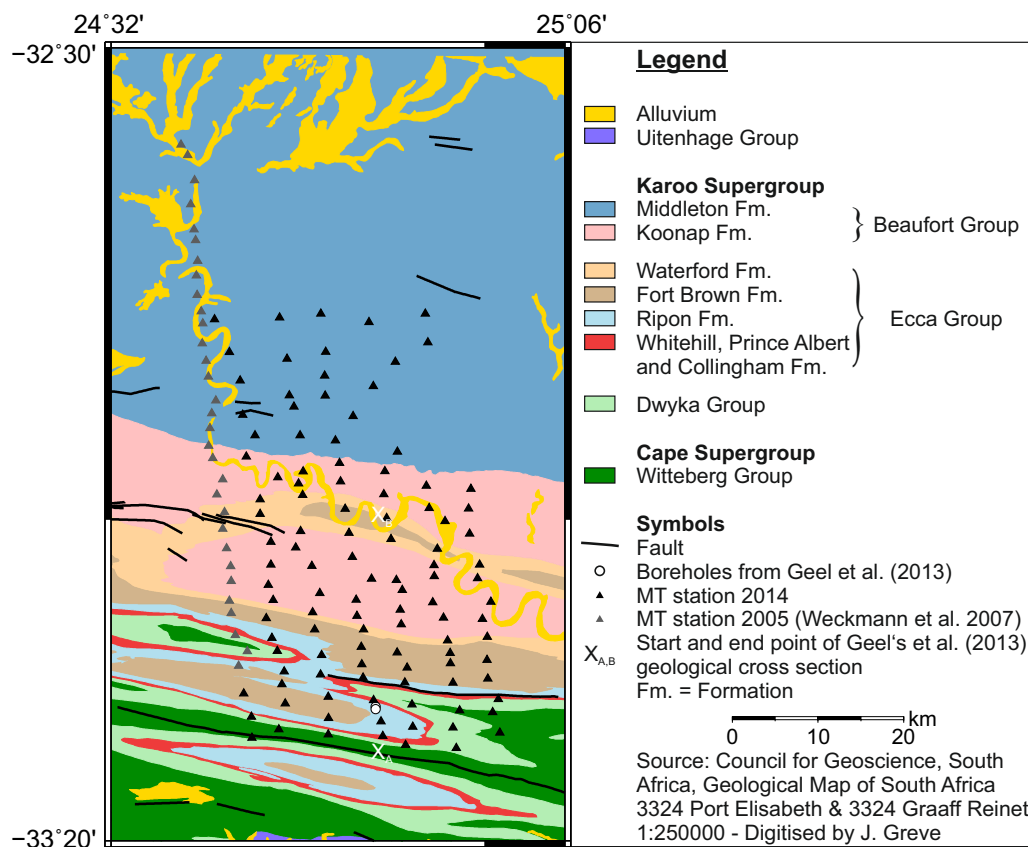 24˚32'
25˚06'
−32˚30'
−33˚20'
X_B
X_A
Legend
Alluvium
Uitenhage Group
Karoo Supergroup
Middleton Fm.
Koonap Fm.
Beaufort Group
Waterford Fm.
Fort Brown Fm.
Ripon Fm.
Whitehill, Prince Albert
and Collingham Fm.
Ecca Group
Dwyka Group
Cape Supergroup
Witteberg Group
Symbols
Fault
Boreholes from Geel et al. (2013)
MT station 2014
MT station 2005 (Weckmann et al. 2007)
X_A,B Start and end point of Geel‘s et al. (2013)
geological cross section
Fm. = Formation
km
0 10 20
Source: Council for Geoscience, South
Africa, Geological Map of South Africa
3324 Port Elisabeth & 3324 Graaff Reinet
1:250000 - Digitised by J. Greve